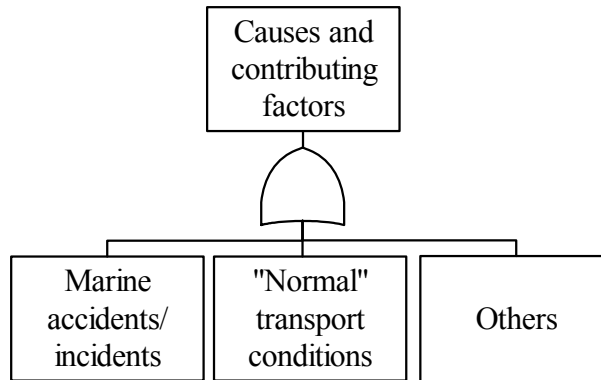 Causes and
contributing
factors
Marine
accidents/
incidents
"Normal"
transport
conditions
Others